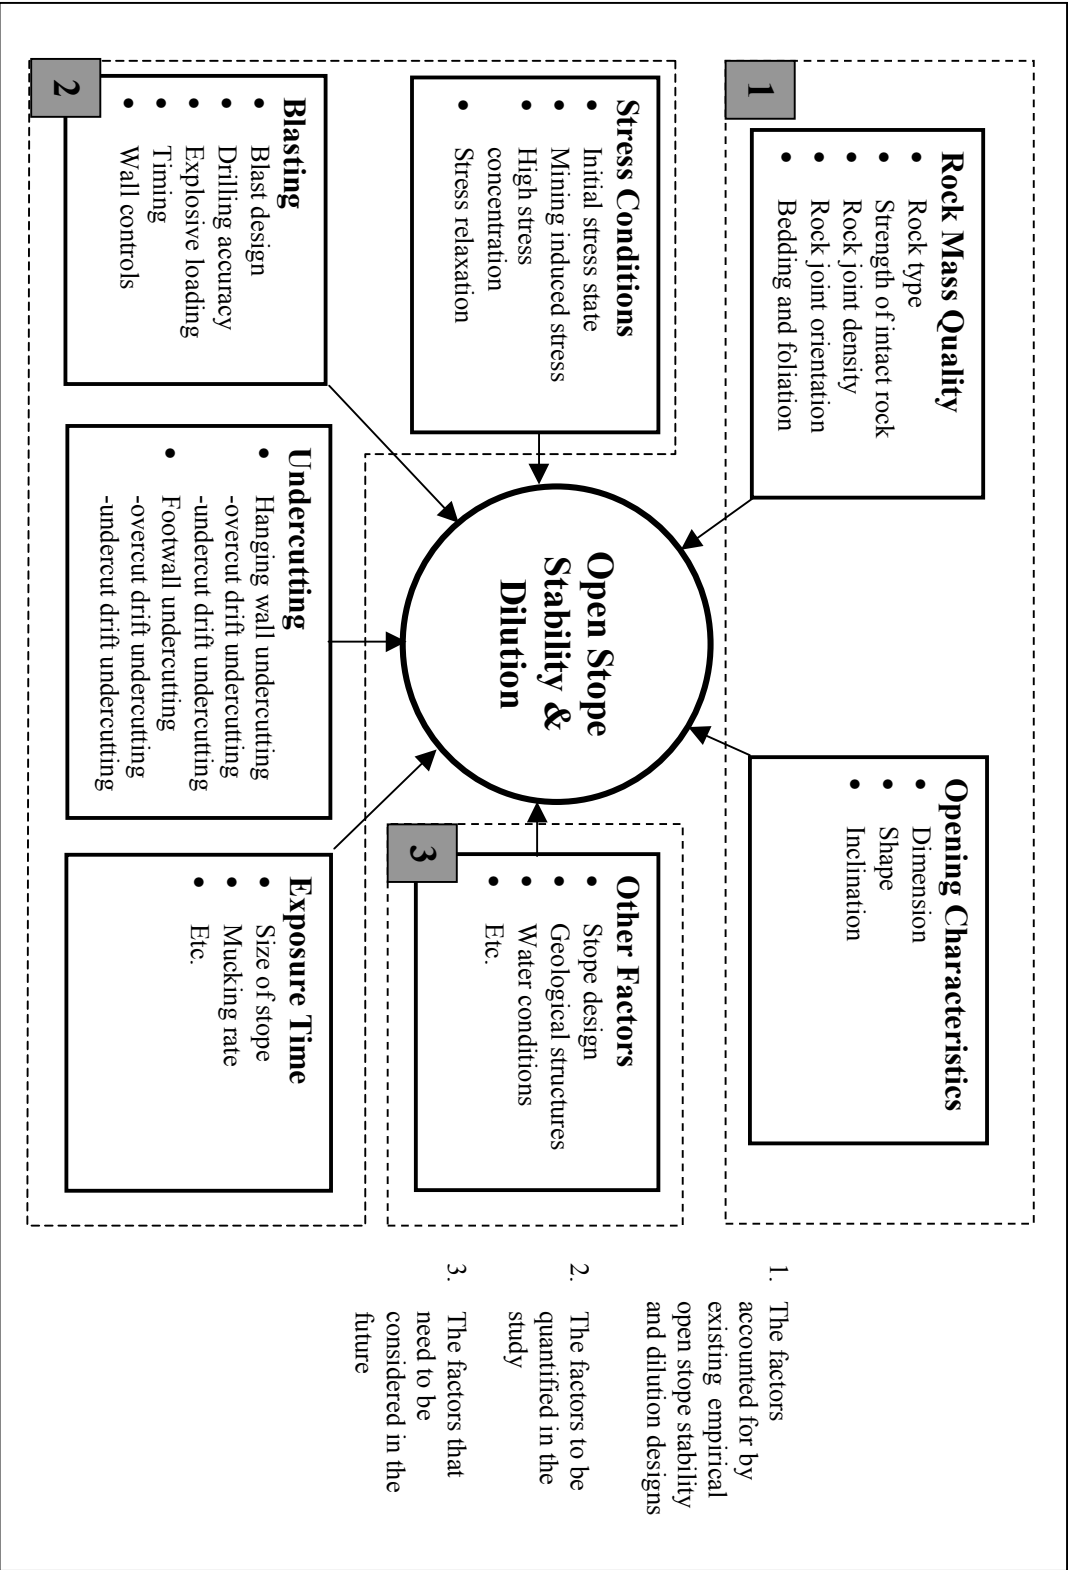 1
Rock Mass Quality
• Rock type
• Strength of intact rock
• Rock joint density
• Rock joint orientation
• Bedding and foliation
Opening Characteristics
• Dimension
• Shape
• Inclination
Stress Conditions
• Initial stress state
• Mining induced stress
• High stress
concentration
• Stress relaxation
Open Stope
Stability &
Dilution
3
Other Factors
• Stope design
• Geological structures
• Water conditions
• Etc.
2
Blasting
• Blast design
• Drilling accuracy
• Explosive loading
• Timing
• Wall controls
Undercutting
• Hanging wall undercutting
-overcut drift undercutting
-undercut drift undercutting
• Footwall undercutting
-overcut drift undercutting
-undercut drift undercutting
Exposure Time
• Size of stope
• Mucking rate
• Etc.
1. The factors
accounted for by
existing empirical
open stope stability
and dilution designs
2. The factors to be
quantified in the
study
3. The factors that
need to be
considered in the
future